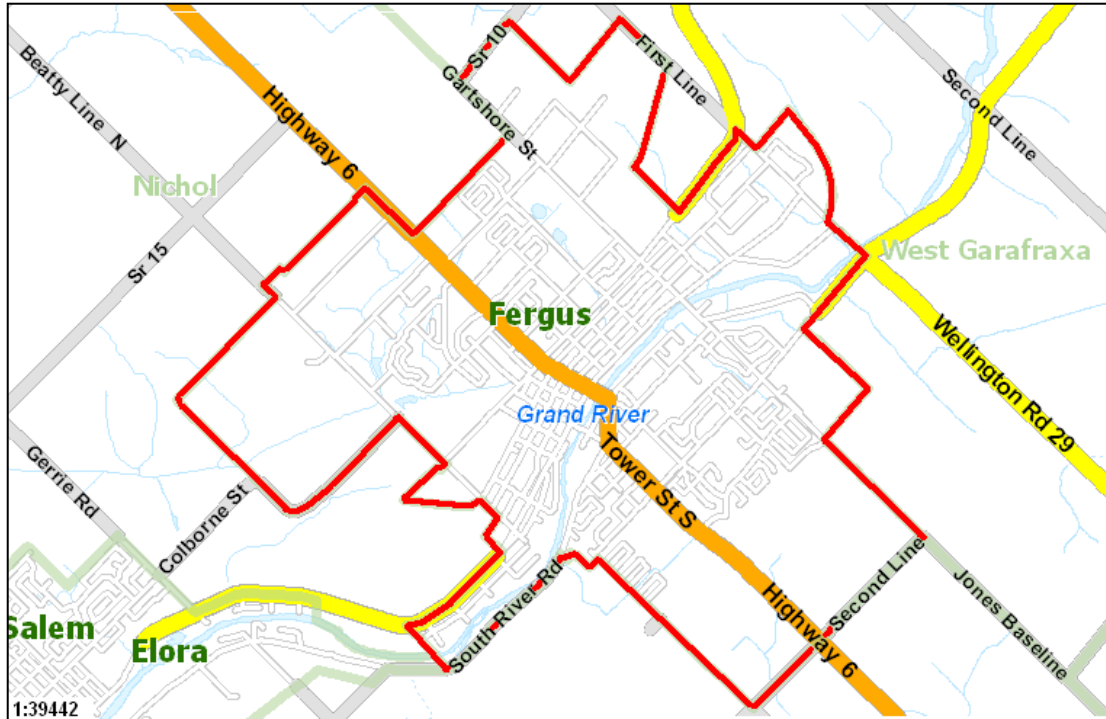 Sr 10
First Line
Beatty Line N
Gartshore St
Highway 6
Second Line
Nichol
Sr 15
West Garafraxa
Fergus
Wellington Rd 29
Grand River
Tower St S
Gerrie Rd
Colborne St
South River Rd
Second Line
Jones Baseline
Highway 6
Salem
Elora
1:39442